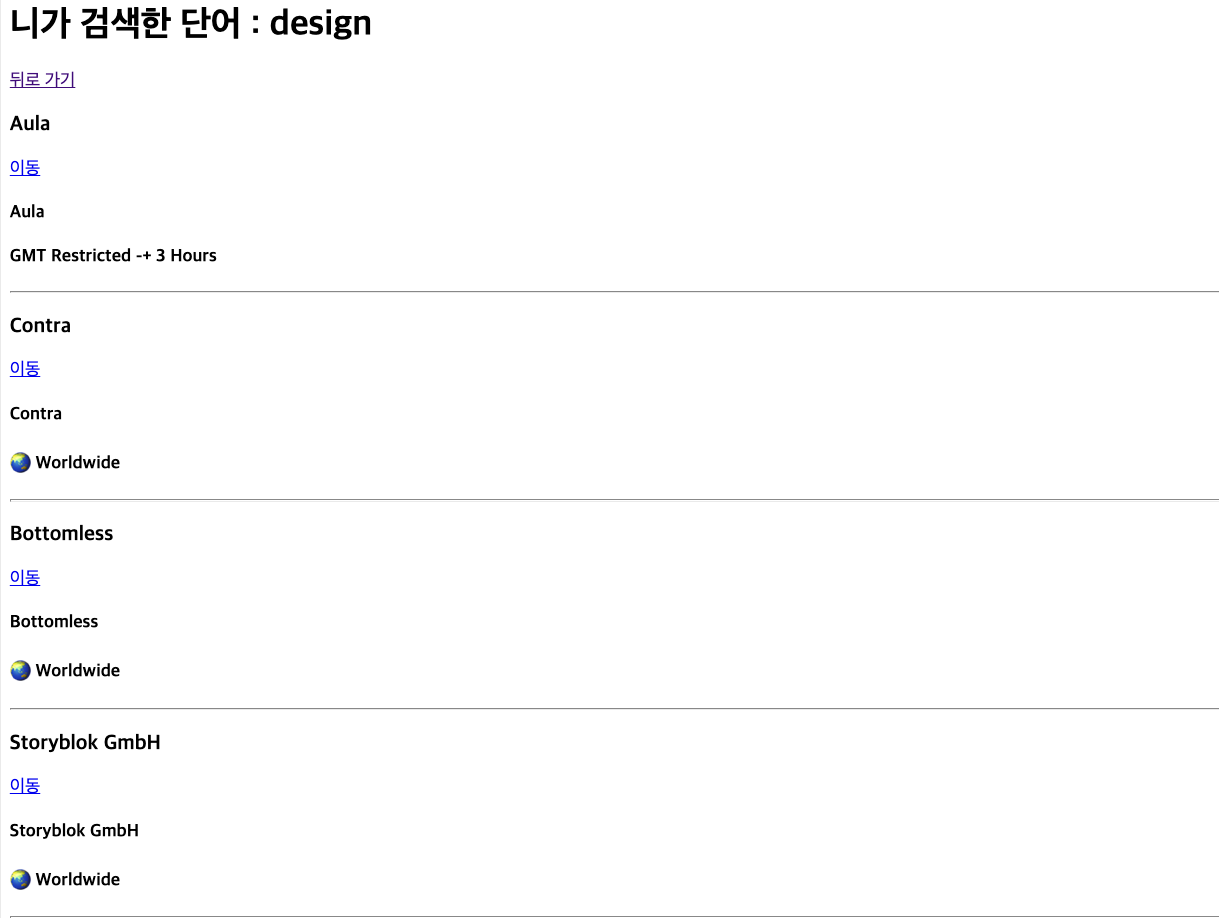 니가 검색한 단어 : design
뒤로 가기
Aula
이동
Aula
GMT Restricted -+ 3 Hours
Contra
이동
Contra
🌏 Worldwide
Bottomless
이동
Bottomless
🌏 Worldwide
Storyblok GmbH
이동
Storyblok GmbH
🌏 Worldwide